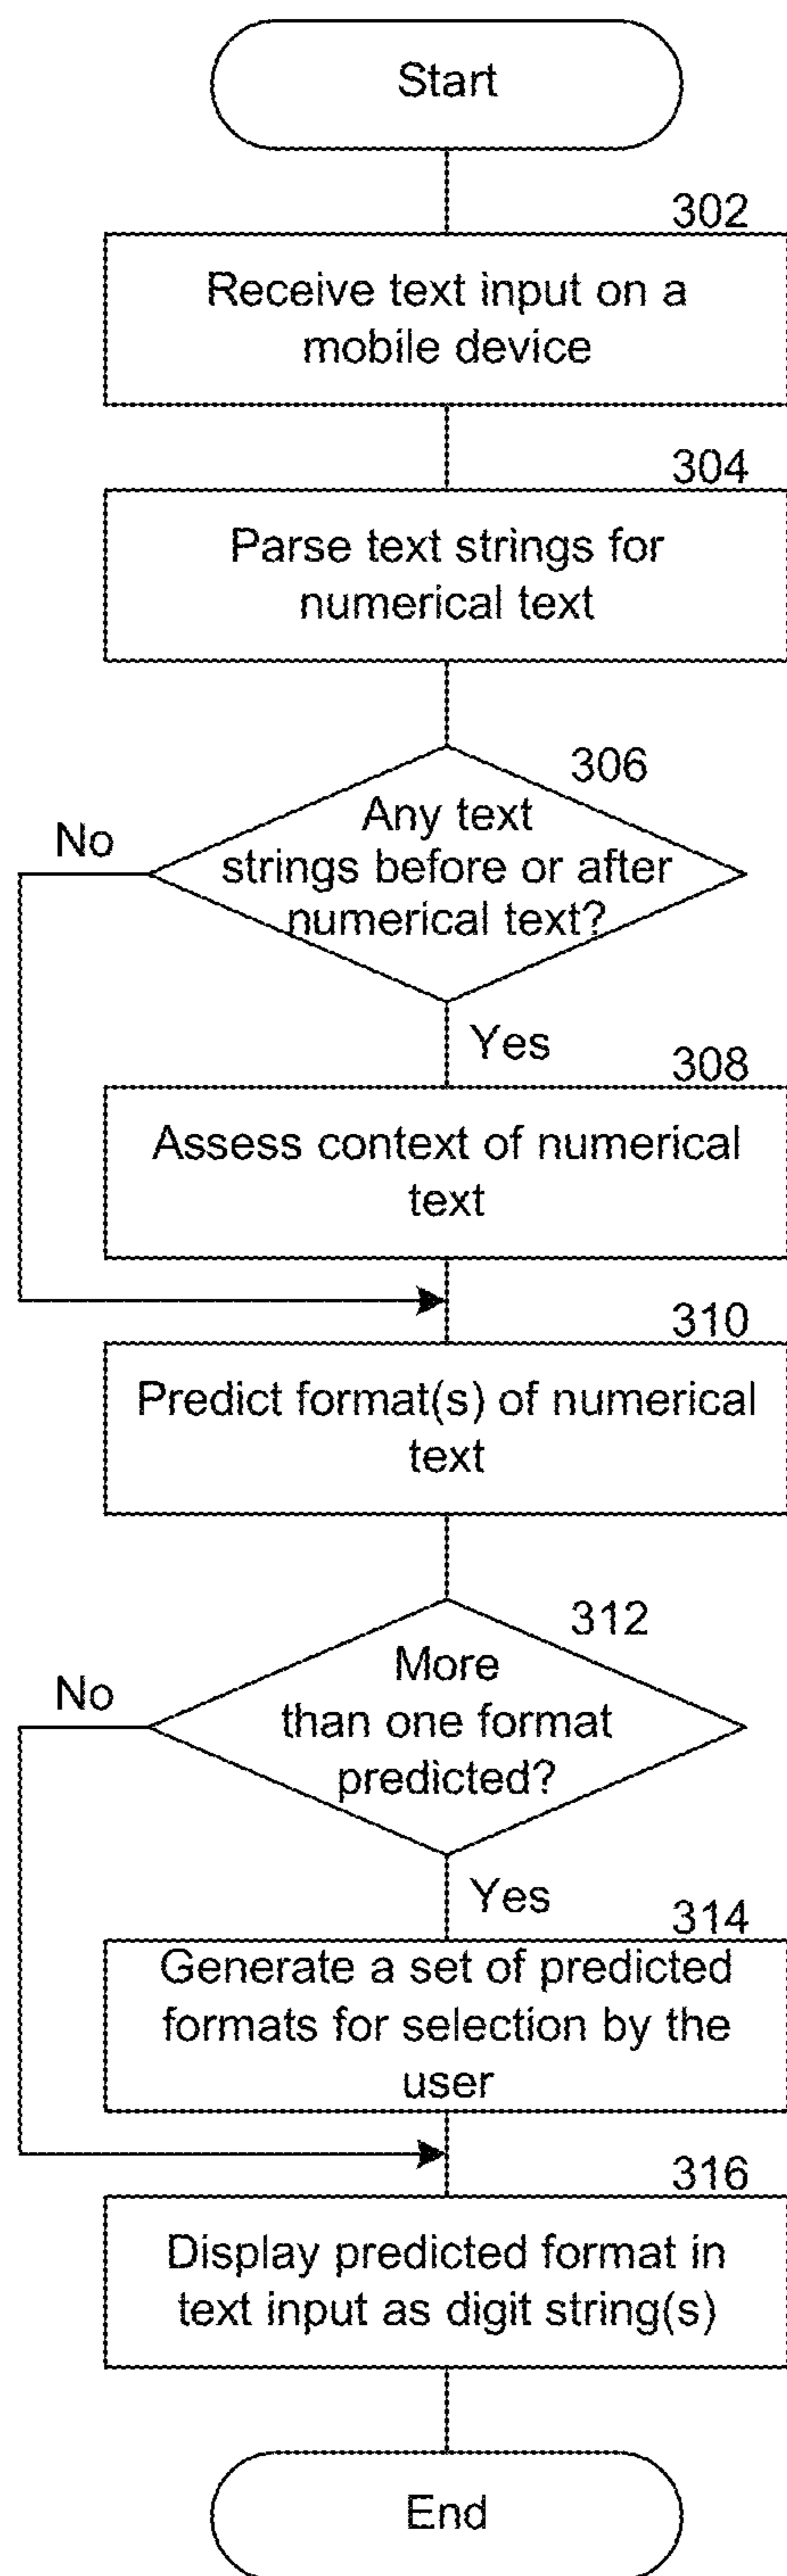 Start
302
Receive text input on a
mobile device
304
Parse text strings for
numerical text
306
Any text
strings before or after
numerical text?
No
Yes
308
Assess context of numerical
text
310
Predict format(s) of numerical
text
312
More
than one format
predicted?
No
Yes
314
Generate a set of predicted
formats for selection by the
user
316
Display predicted format in
text input as digit string(s)
End